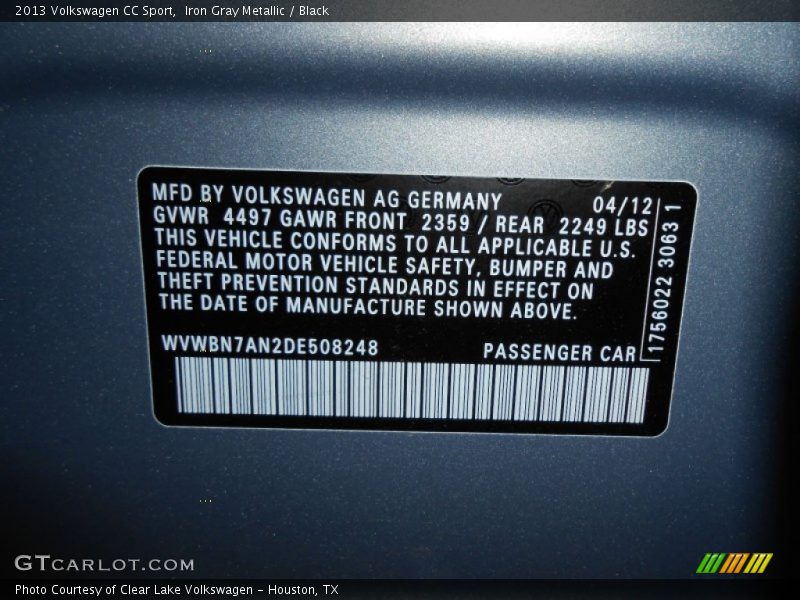 2013 Volkswagen CC Sport,  Iron Gray Metallic / Black
MFD BY VOLKSWAGEN AG GERMANY 04/12
GVWR 4497 GAWR FRONT 2359 / REAR 2249 LBS
THIS VEHICLE CONFORMS TO ALL APPLICABLE U.S.
FEDERAL MOTOR VEHICLE SAFETY, BUMPER AND
THEFT PREVENTION STANDARDS IN EFFECT ON
THE DATE OF MANUFACTURE SHOWN ABOVE.
WVWBN7AN2DE508248 PASSENGER CAR
1756022 3063 1
GTCARLOT.COM
Photo Courtesy of Clear Lake Volkswagen - Houston, TX